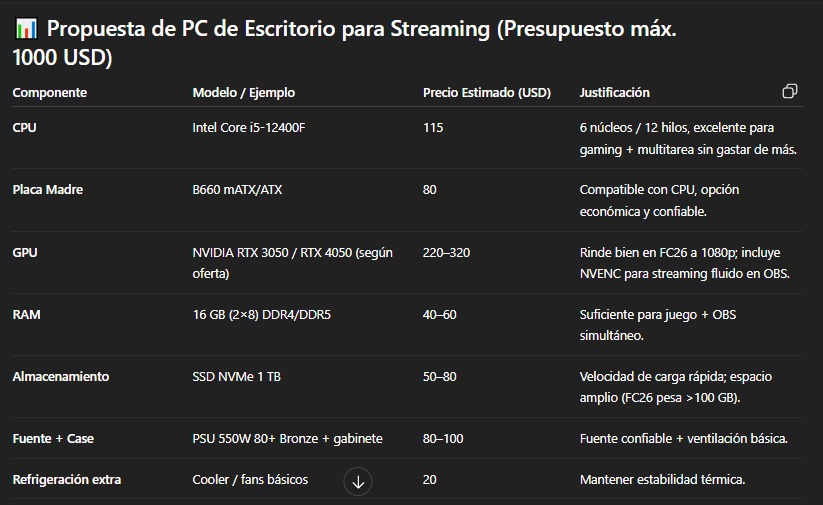 📊 Propuesta de PC de Escritorio para Streaming (Presupuesto máx.
1000 USD)
Componente Modelo / Ejemplo Precio Estimado (USD) Justificación
CPU Intel Core i5-12400F 115 6 núcleos / 12 hilos, excelente para
gaming + multitarea sin gastar de más.
Placa Madre B660 mATX/ATX 80 Compatible con CPU, opción
económica y confiable.
GPU NVIDIA RTX 3050 / RTX 4050 (según 220–320 Rinde bien en FC26 a 1080p; incluye
oferta) NVENC para streaming fluido en OBS.
RAM 16 GB (2×8) DDR4/DDR5 40–60 Suficiente para juego + OBS
simultáneo.
Almacenamiento SSD NVMe 1 TB 50–80 Velocidad de carga rápida; espacio
amplio (FC26 pesa >100 GB).
Fuente + Case PSU 550W 80+ Bronze + gabinete 80–100 Fuente confiable + ventilación básica.
Refrigeración extra Cooler / fans básicos 20 Mantener estabilidad térmica.